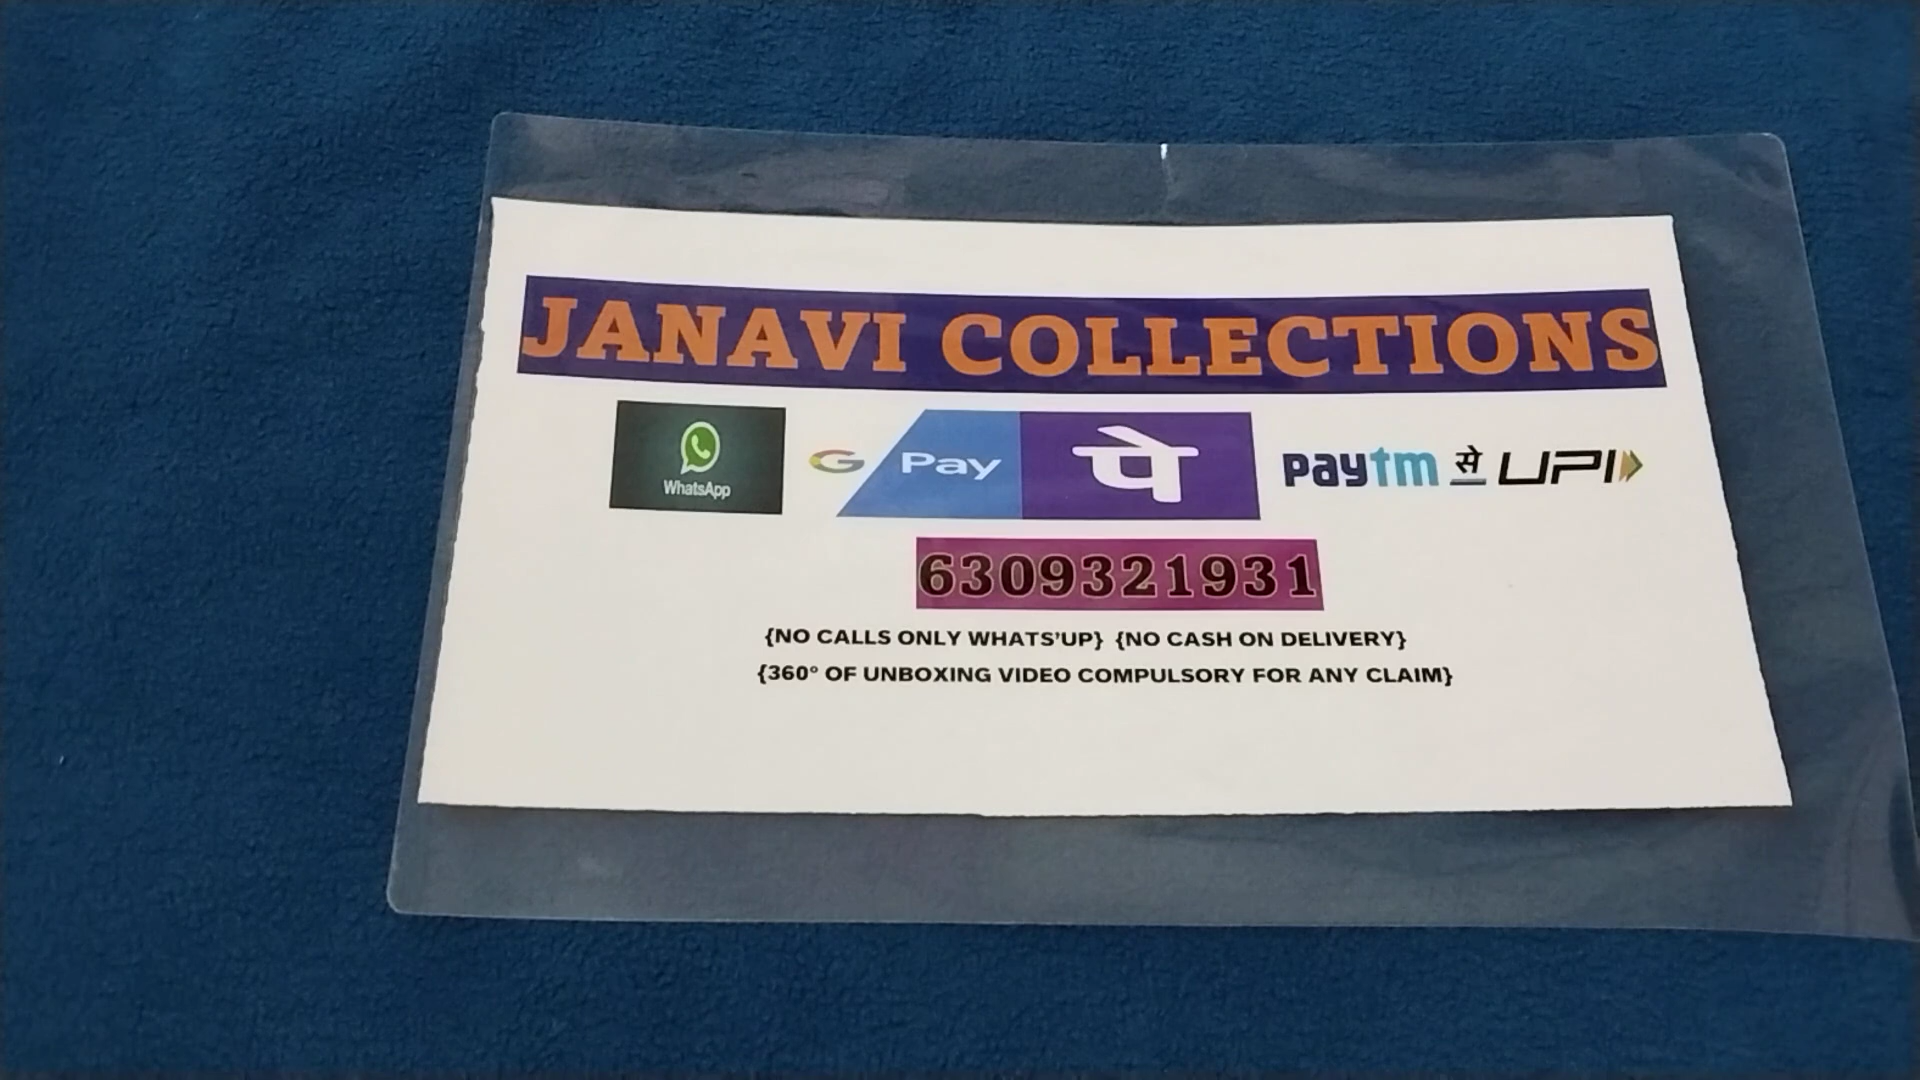 JANAVI COLLECTIONS
WhatsApp G Pay पे paytm से UPI
6309321931
{NO CALLS ONLY WHATS'UP} {NO CASH ON DELIVERY}
{360° OF UNBOXING VIDEO COMPULSORY FOR ANY CLAIM}